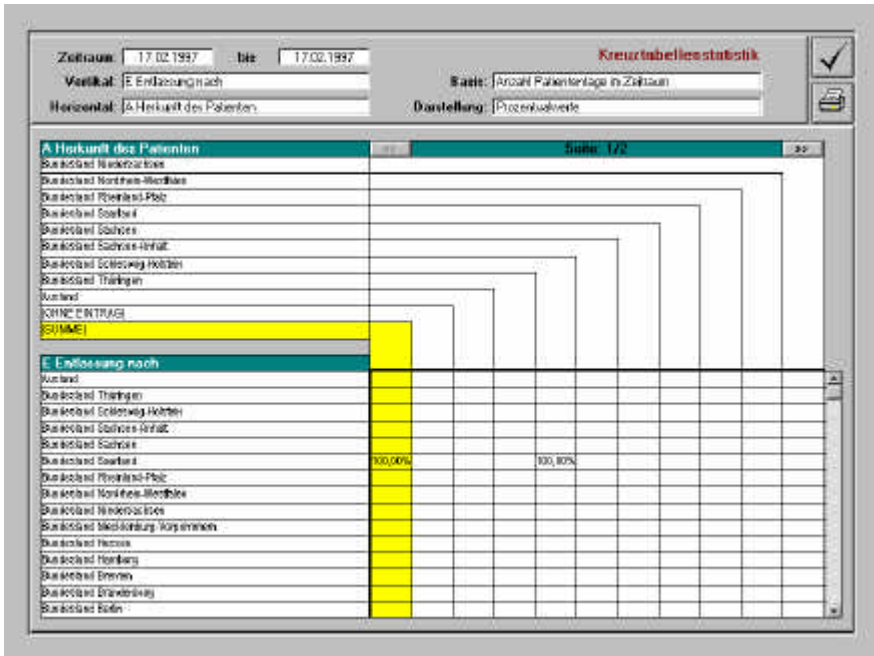 Kreuztabellenstatistik
Zeitraum: 17.02.1997 bis 17.02.1997
Vertikal: E Entlassung nach
Basis: Anzahl Patiententage in Zeitraum
Horizontal: A Herkunft des Patienten
Darstellung: Prozentualwerte
A Herkunft des Patienten << Seite: 1/2 >>
Bundesland Niedersachsen
Bundesland Nordrhein-Westfalen
Bundesland Rheinland-Pfalz
Bundesland Saarland
Bundesland Sachsen
Bundesland Sachsen-Anhalt
Bundesland Schleswig-Holstein
Bundesland Thüringen
Ausland
(OHNE EINTRAG)
(SUMME)
E Entlassung nach
Ausland
Bundesland Thüringen
Bundesland Schleswig-Holstein
Bundesland Sachsen-Anhalt
Bundesland Sachsen
Bundesland Saarland 100,00% 100,00%
Bundesland Rheinland-Pfalz
Bundesland Nordrhein-Westfalen
Bundesland Niedersachsen
Bundesland Mecklenburg-Vorpommern
Bundesland Hessen
Bundesland Hamburg
Bundesland Bremen
Bundesland Brandenburg
Bundesland Berlin